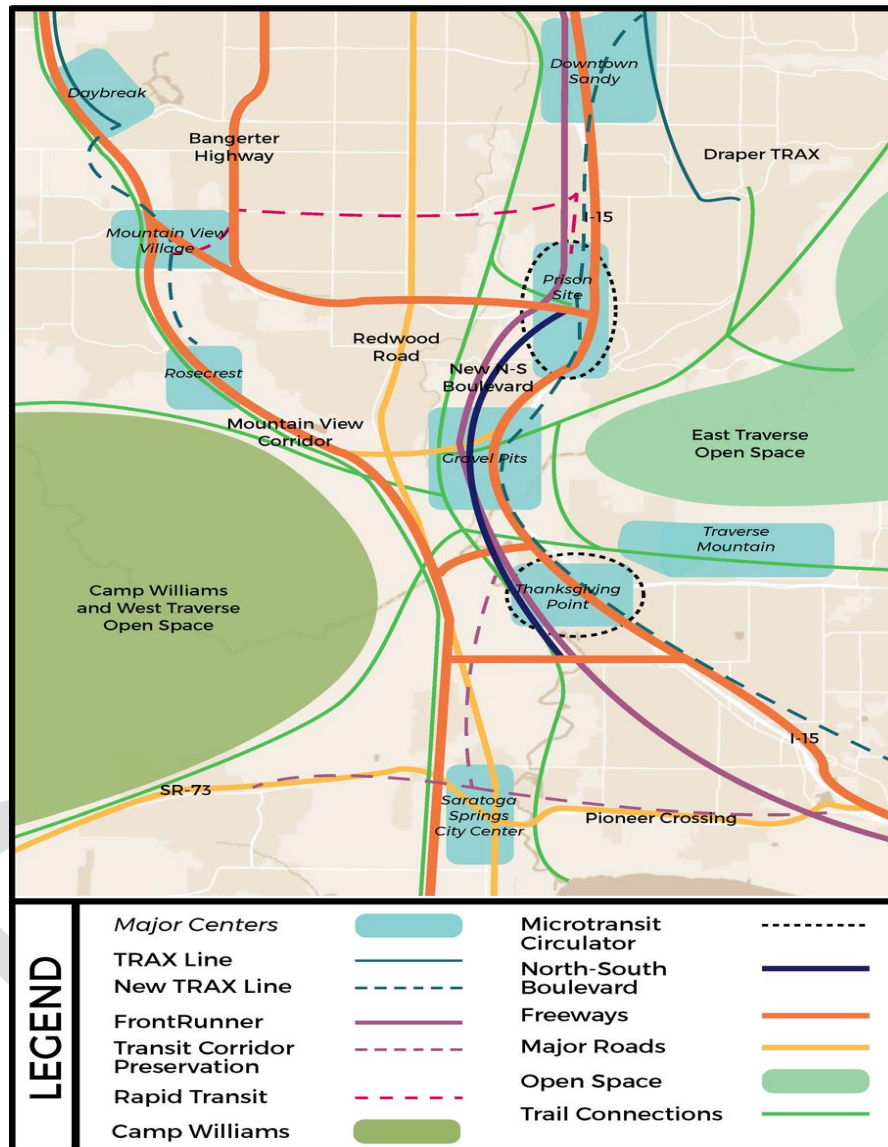 Downtown
Sandy
Daybreak
Bangerter
Highway
Draper TRAX
I-15
Mountain View
Village
Prison
Site
Redwood
Road
New N-S
Boulevard
Rosecrest
Mountain View
Corridor
Gravel Pits
East Traverse
Open Space
Traverse
Mountain
Camp Williams
and West Traverse
Open Space
Thanksgiving
Point
I-15
SR-73
Saratoga
Springs
City Center
Pioneer Crossing
LEGEND
Major Centers
TRAX Line
New TRAX Line
FrontRunner
Transit Corridor
Preservation
Rapid Transit
Camp Williams
Microtransit
Circulator
North-South
Boulevard
Freeways
Major Roads
Open Space
Trail Connections